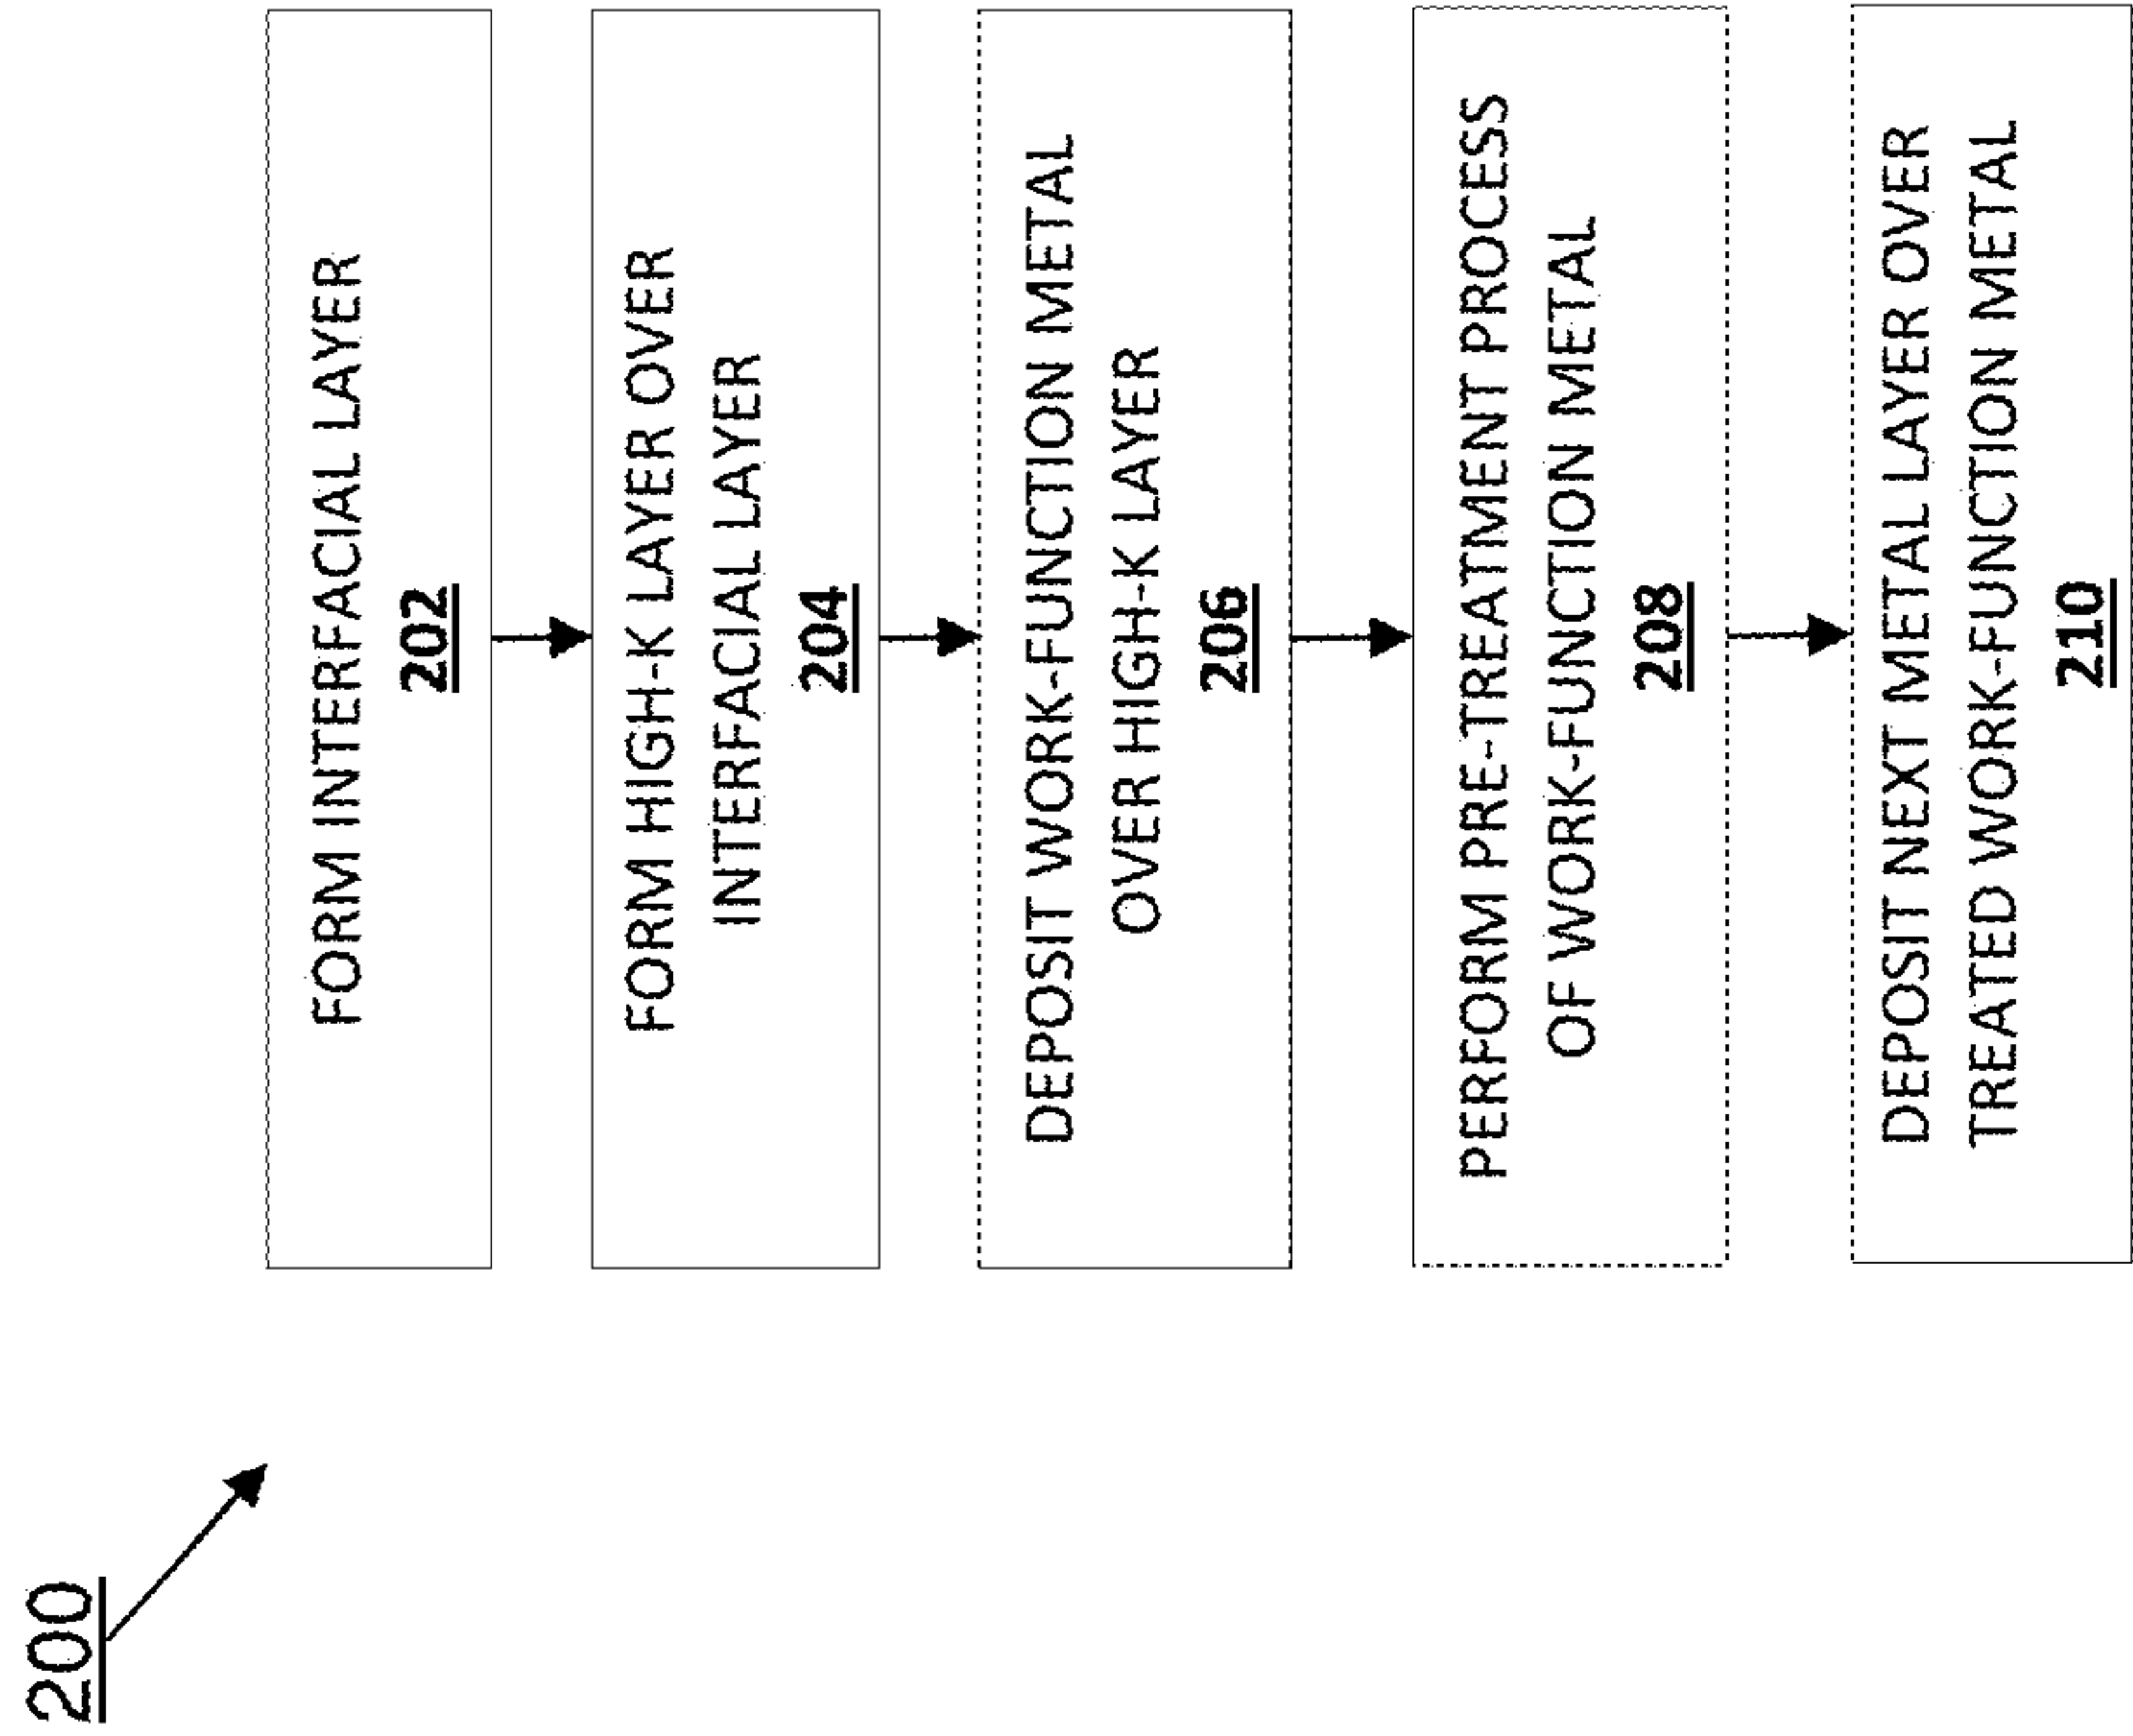 200
FORM INTERFACIAL LAYER
202
FORM HIGH-K LAYER OVER
INTERFACIAL LAYER
204
DEPOSIT WORK-FUNCTION METAL
OVER HIGH-K LAYER
206
PERFORM PRE-TREATMENT PROCESS
OF WORK-FUNCTION METAL
208
DEPOSIT NEXT METAL LAYER OVER
TREATED WORK-FUNCTION METAL
210